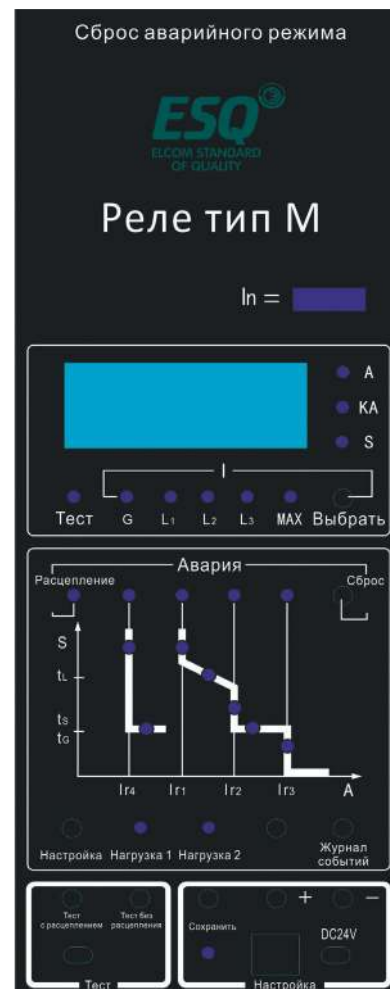 Сброс аварийного режима
ESQ®
ELCOM STANDARD
OF QUALITY
Реле тип М
In =
A
KA
S
I
Тест G L1 L2 L3 MAX Выбрать
Авария
Расцепление Сброс
S
tL
ts
tG
Ir4 Ir1 Ir2 Ir3 A
Настройка Нагрузка 1 Нагрузка 2 Журнал
событий
Тест
с расцеплением
Тест без
расцепления
+ −
Сохранить
DC24V
Тест Настройка